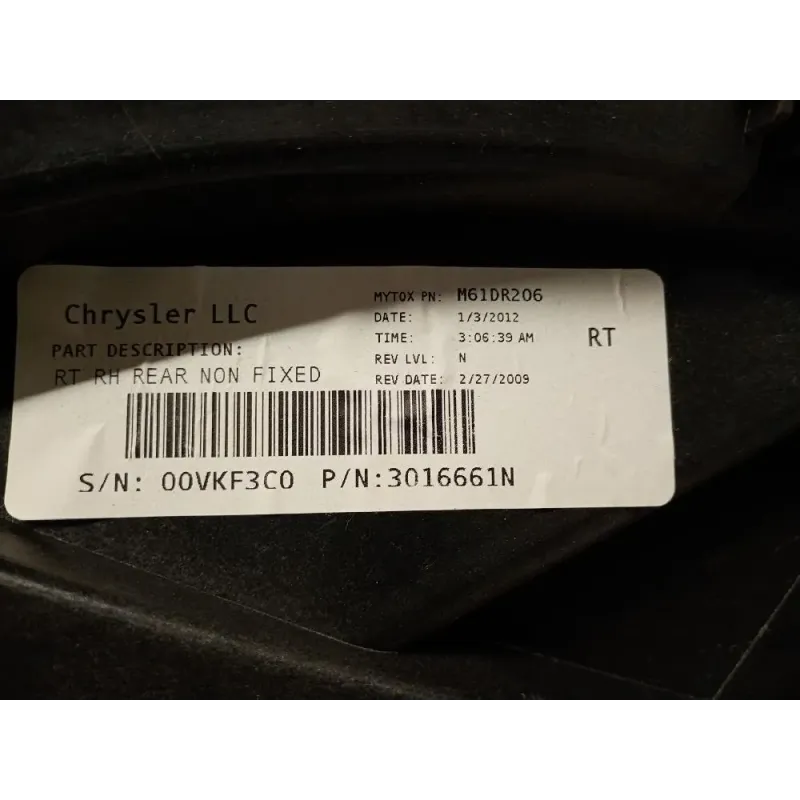 Chrysler LLC
PART DESCRIPTION:
RT RH REAR NON FIXED
MYTOX PN: M61DR206
DATE: 1/3/2012
TIME: 3:06:39 AM
REV LVL: N
REV DATE: 2/27/2009
RT
S/N: 00VKF3C0 P/N:3016661N